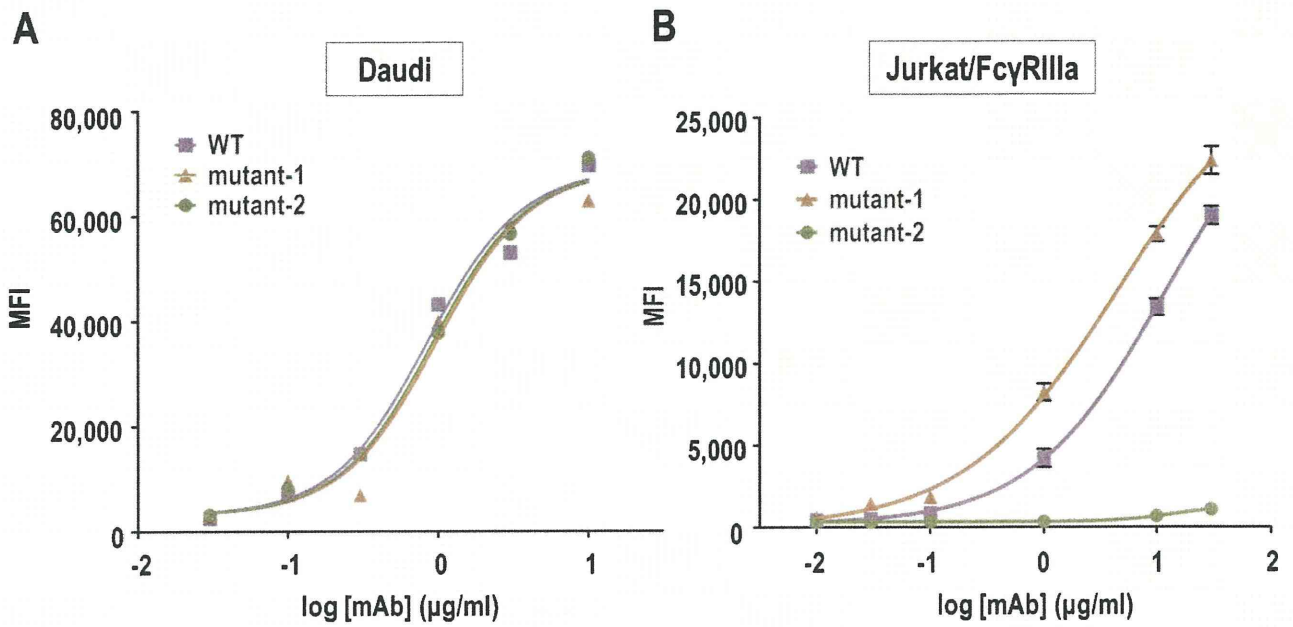 A
Daudi
80,000
60,000
40,000
20,000
0
MFI
WT
mutant-1
mutant-2
-2
-1
0
1
log [mAb] (µg/ml)
B
Jurkat/FcγRIIIa
25,000
20,000
15,000
10,000
5,000
0
MFI
WT
mutant-1
mutant-2
-2
-1
0
1
2
log [mAb] (µg/ml)